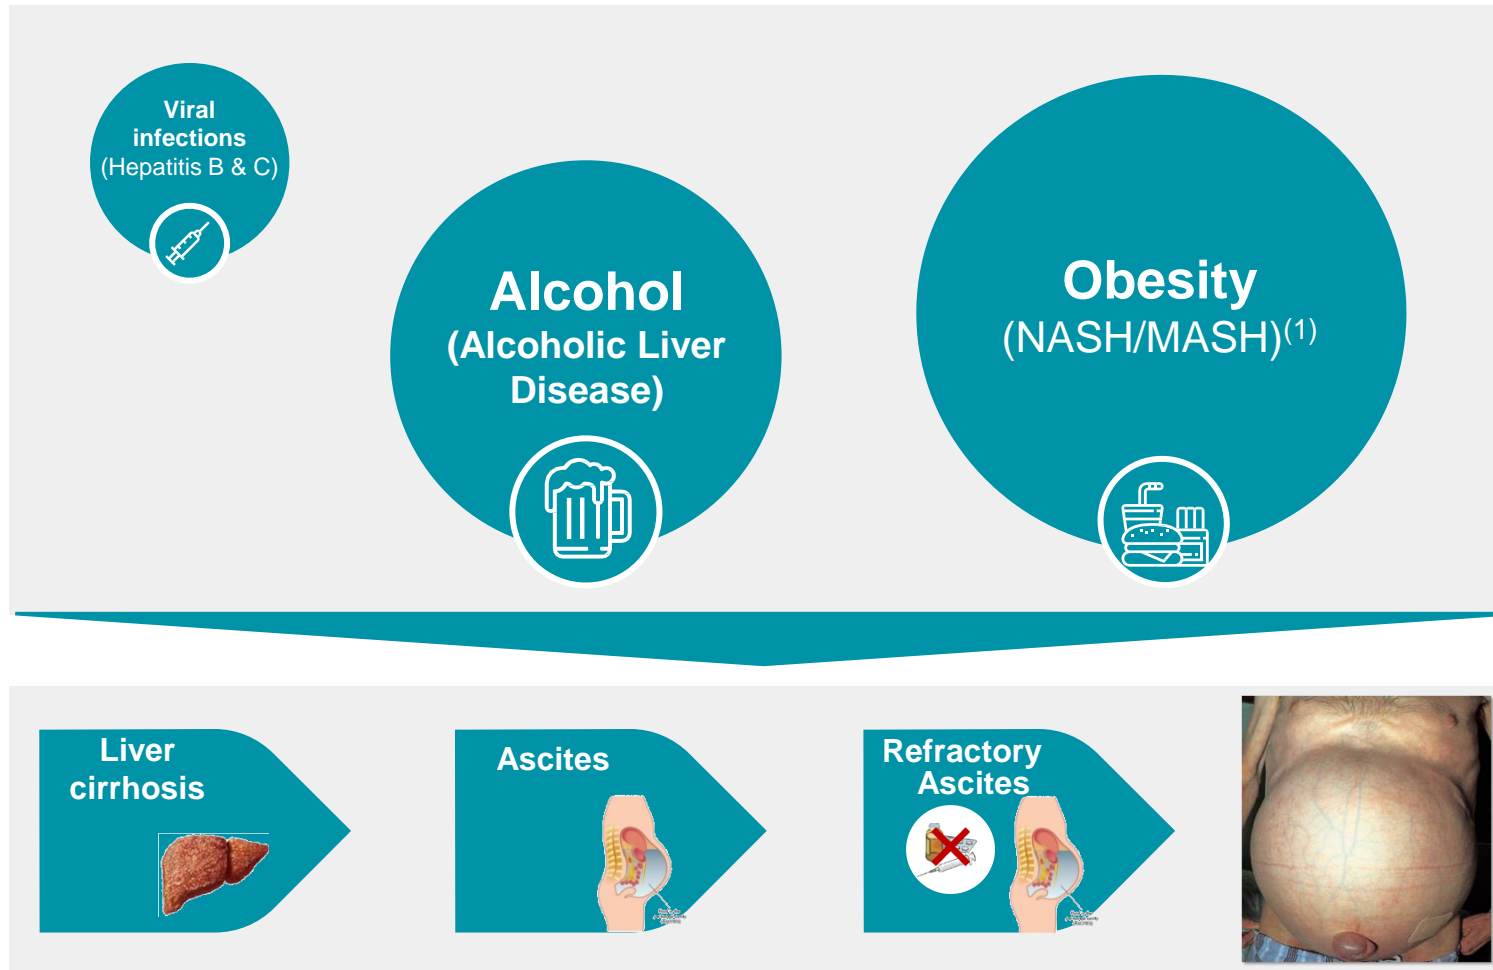 Viral
infections
(Hepatitis B & C)
Alcohol
(Alcoholic Liver
Disease)
Obesity
(NASH/MASH)(1)
Liver
cirrhosis
Ascites
Refractory
Ascites